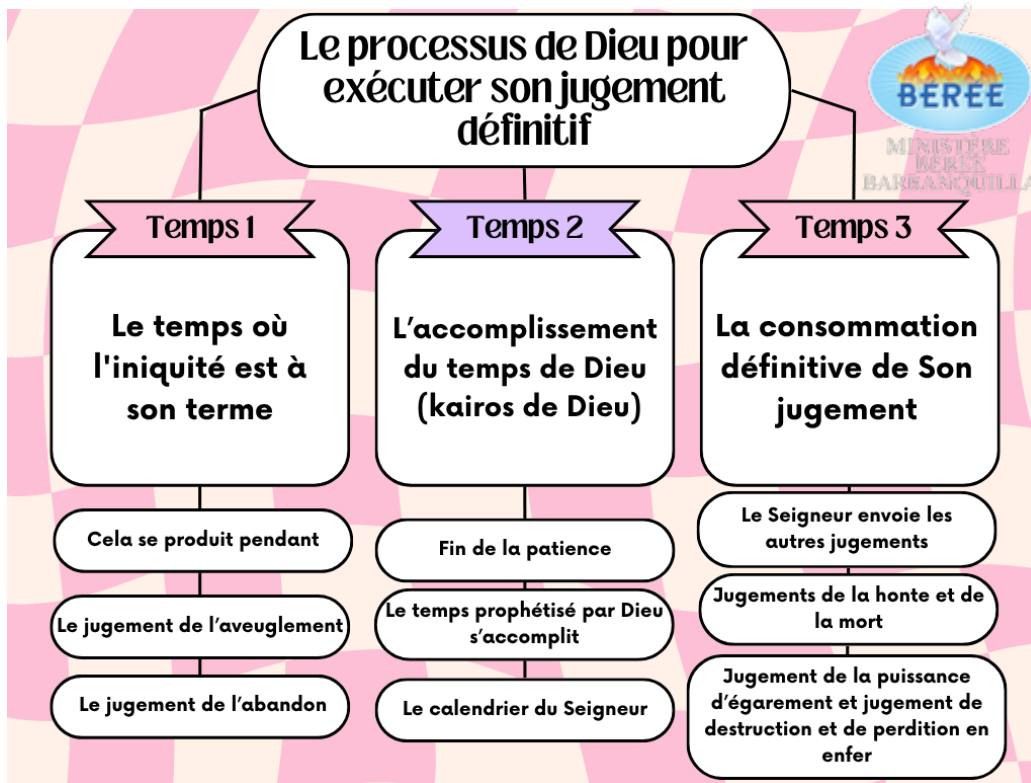 Le processus de Dieu pour
exécuter son jugement
définitif
BEREE
MINISTÈRE
BEREE
BARRANQUILLA
Temps 1
Le temps où
l'iniquité est à
son terme
Cela se produit pendant
Le jugement de l’aveuglement
Le jugement de l’abandon
Temps 2
L’accomplissement
du temps de Dieu
(kairos de Dieu)
Fin de la patience
Le temps prophétisé par Dieu
s’accomplit
Le calendrier du Seigneur
Temps 3
La consommation
définitive de Son
jugement
Le Seigneur envoie les
autres jugements
Jugements de la honte et de
la mort
Jugement de la puissance
d’égarement et jugement de
destruction et de perdition en
enfer